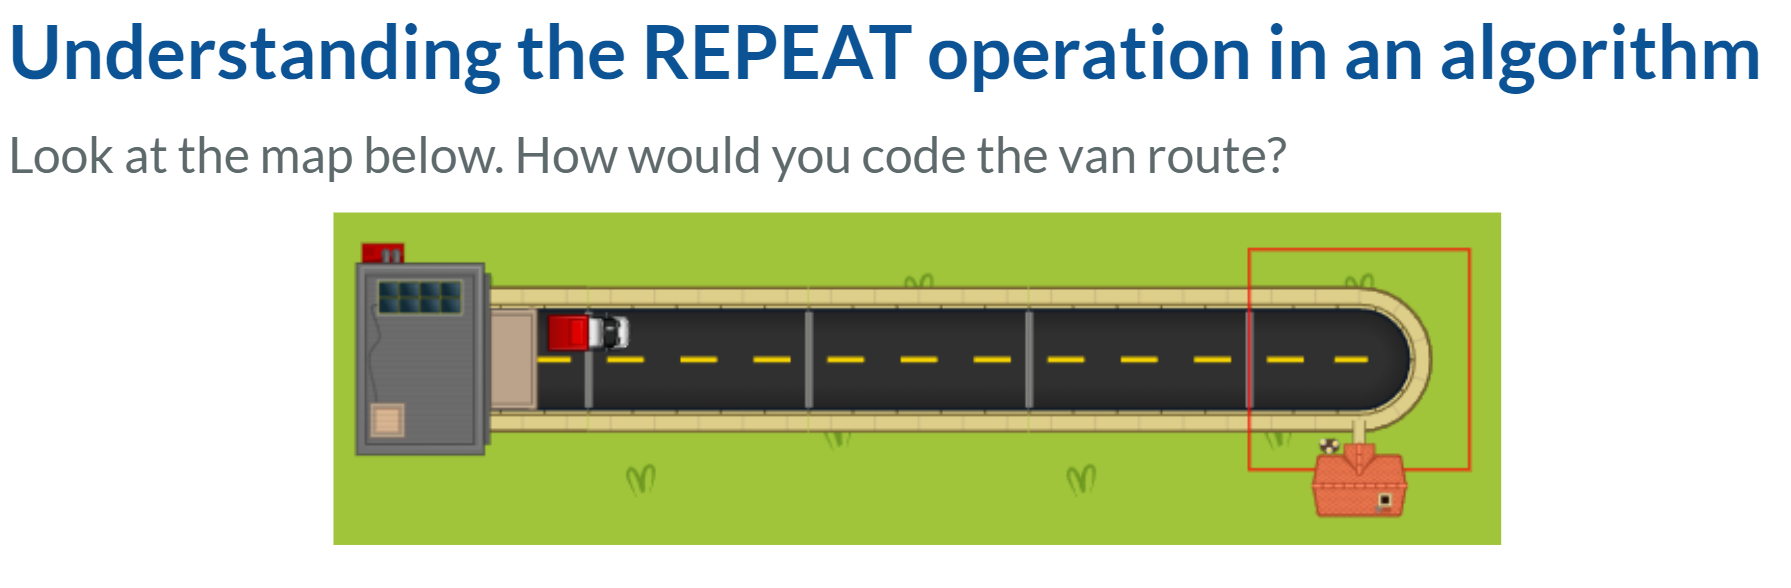 Understanding the REPEAT operation in an algorithm
Look at the map below. How would you code the van route?